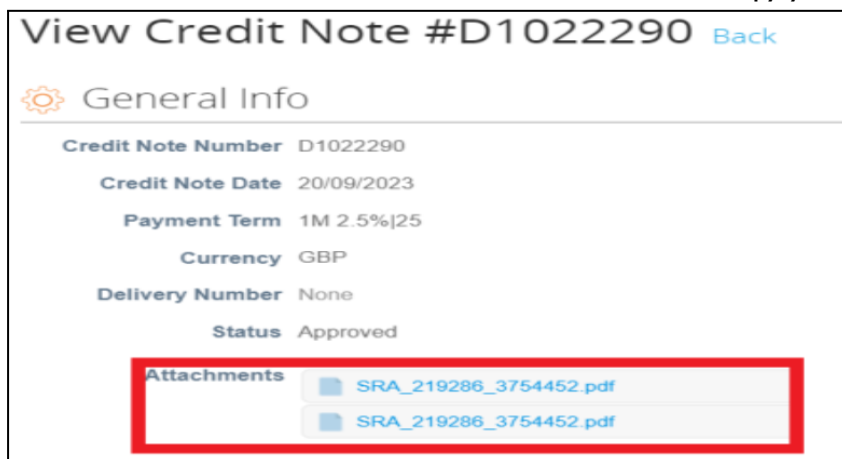 View Credit Note #D1022290 Back
General Info
Credit Note Number D1022290
Credit Note Date 20/09/2023
Payment Term 1M 2.5%|25
Currency GBP
Delivery Number None
Status Approved
Attachments
SRA_219286_3754452.pdf
SRA_219286_3754452.pdf